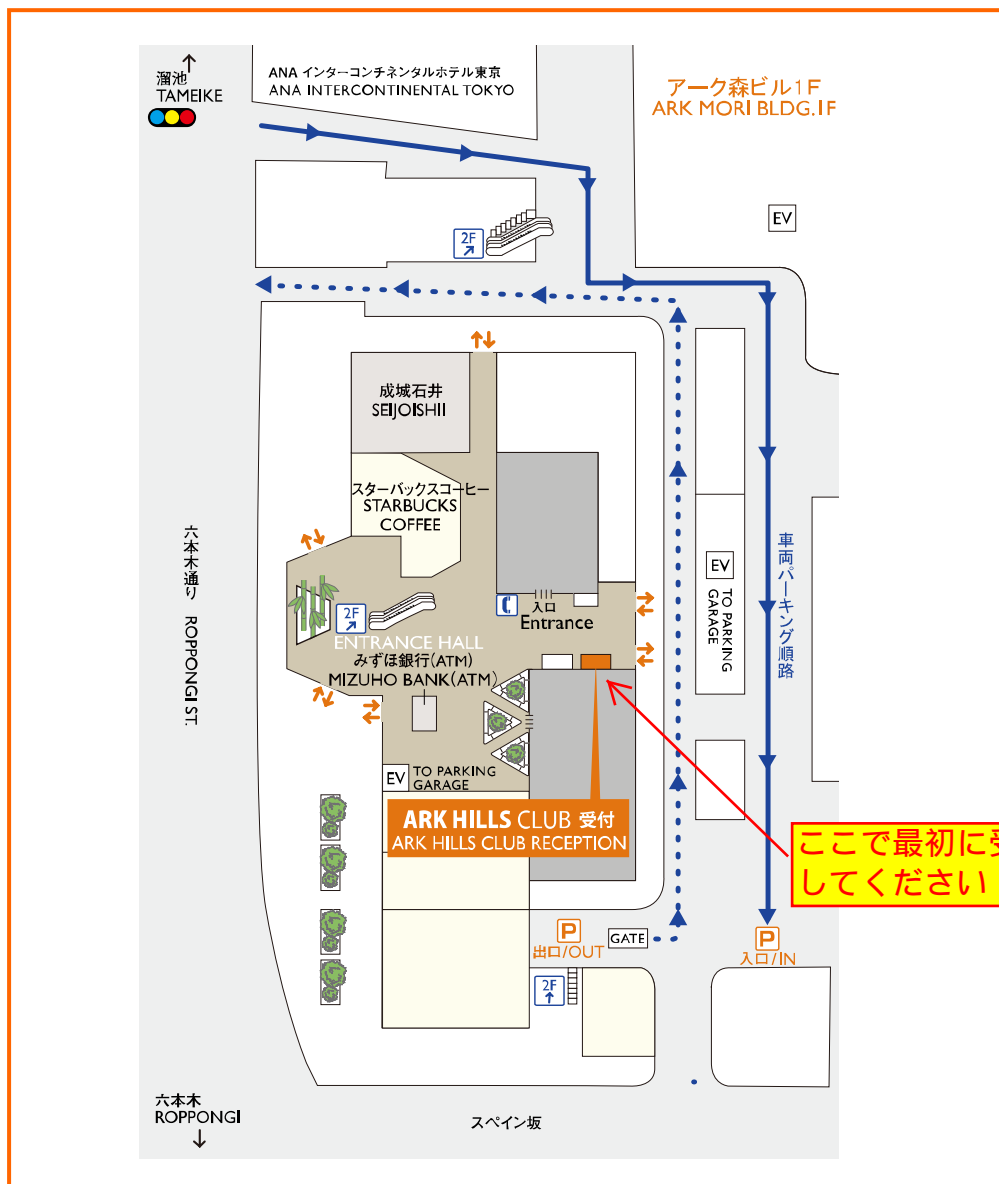 溜池
TAMEIKE
ANA インターコンチネンタルホテル東京
ANA INTERCONTINENTAL TOKYO
アーク森ビル1F
ARK MORI BLDG.1F
EV
2F
成城石井
SEIJOISHII
スターバックスコーヒー
STARBUCKS
COFFEE
六本木通り ROPPONGI ST.
2F
入口
Entrance
ENTRANCE HALL
みずほ銀行(ATM)
MIZUHO BANK(ATM)
EV
TO PARKING
GARAGE
車両パーキング順路
EV TO PARKING
GARAGE
ARK HILLS CLUB 受付
ARK HILLS CLUB RECEPTION
ここで最初に
してください
P
出口/OUT
GATE
P
入口/IN
2F
六本木
ROPPONGI
スペイン坂